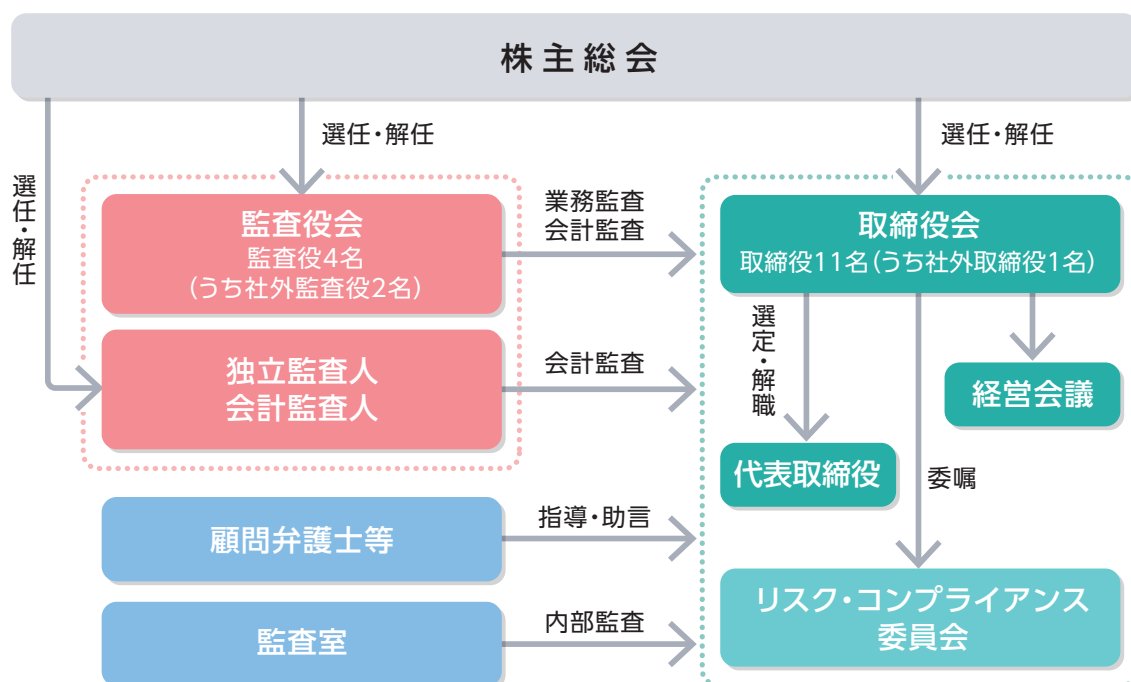 株主総会
選任・解任
選任・解任
選任・解任
監査役会
監査役4名
（うち社外監査役2名）
業務監査
会計監査
取締役会
取締役11名（うち社外取締役1名）
独立監査人
会計監査人
会計監査
選定・解職
経営会議
代表取締役
委嘱
顧問弁護士等
指導・助言
リスク・コンプライアンス
委員会
監査室
内部監査